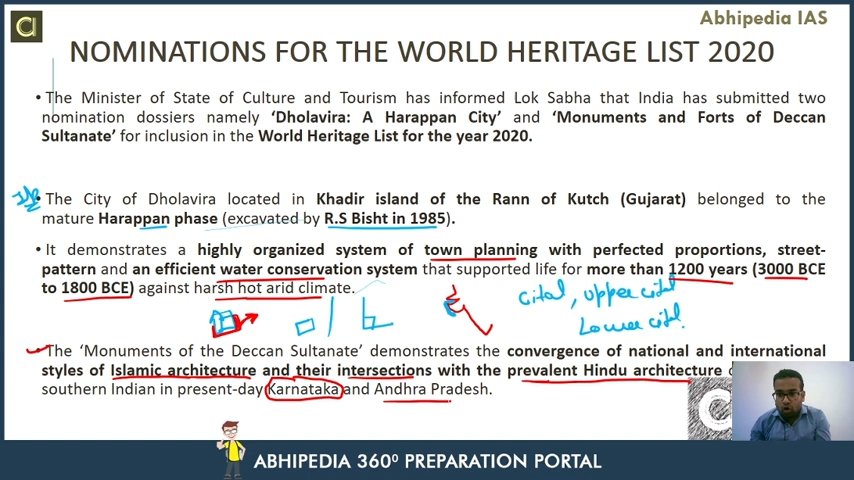 Abhipedia IAS
a
NOMINATIONS FOR THE WORLD HERITAGE LIST 2020
• The Minister of State of Culture and Tourism has informed Lok Sabha that India has submitted two
nomination dossiers namely ‘Dholavira: A Harappan City’ and ‘Monuments and Forts of Deccan
Sultanate’ for inclusion in the World Heritage List for the year 2020.
• The City of Dholavira located in Khadir island of the Rann of Kutch (Gujarat) belonged to the
mature Harappan phase (excavated by R.S Bisht in 1985).
• It demonstrates a highly organized system of town planning with perfected proportions, street-
pattern and an efficient water conservation system that supported life for more than 1200 years (3000 BCE
to 1800 BCE) against harsh hot arid climate.
cital, upper cital
Lower cital
• The ‘Monuments of the Deccan Sultanate’ demonstrates the convergence of national and international
styles of Islamic architecture and their intersections with the prevalent Hindu architecture
southern Indian in present-day Karnataka and Andhra Pradesh.
ABHIPEDIA 360⁰ PREPARATION PORTAL